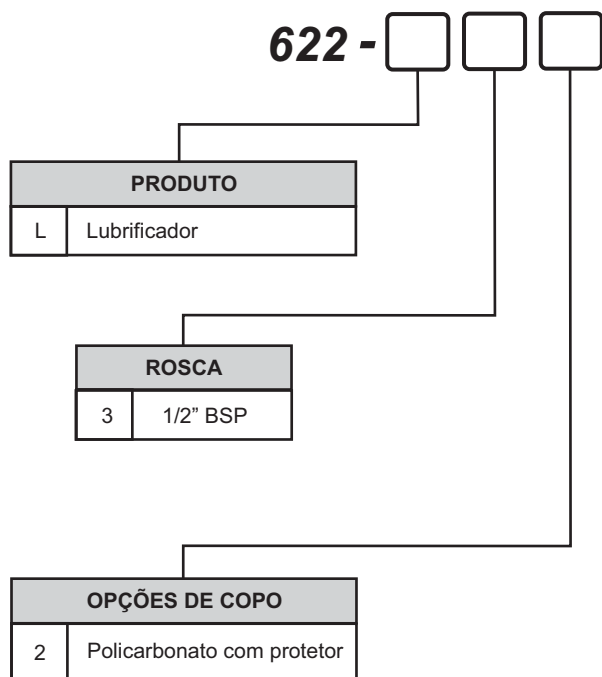 622 -
PRODUTO
L Lubrificador
ROSCA
3 1/2” BSP
OPÇÕES DE COPO
2 Policarbonato com protetor